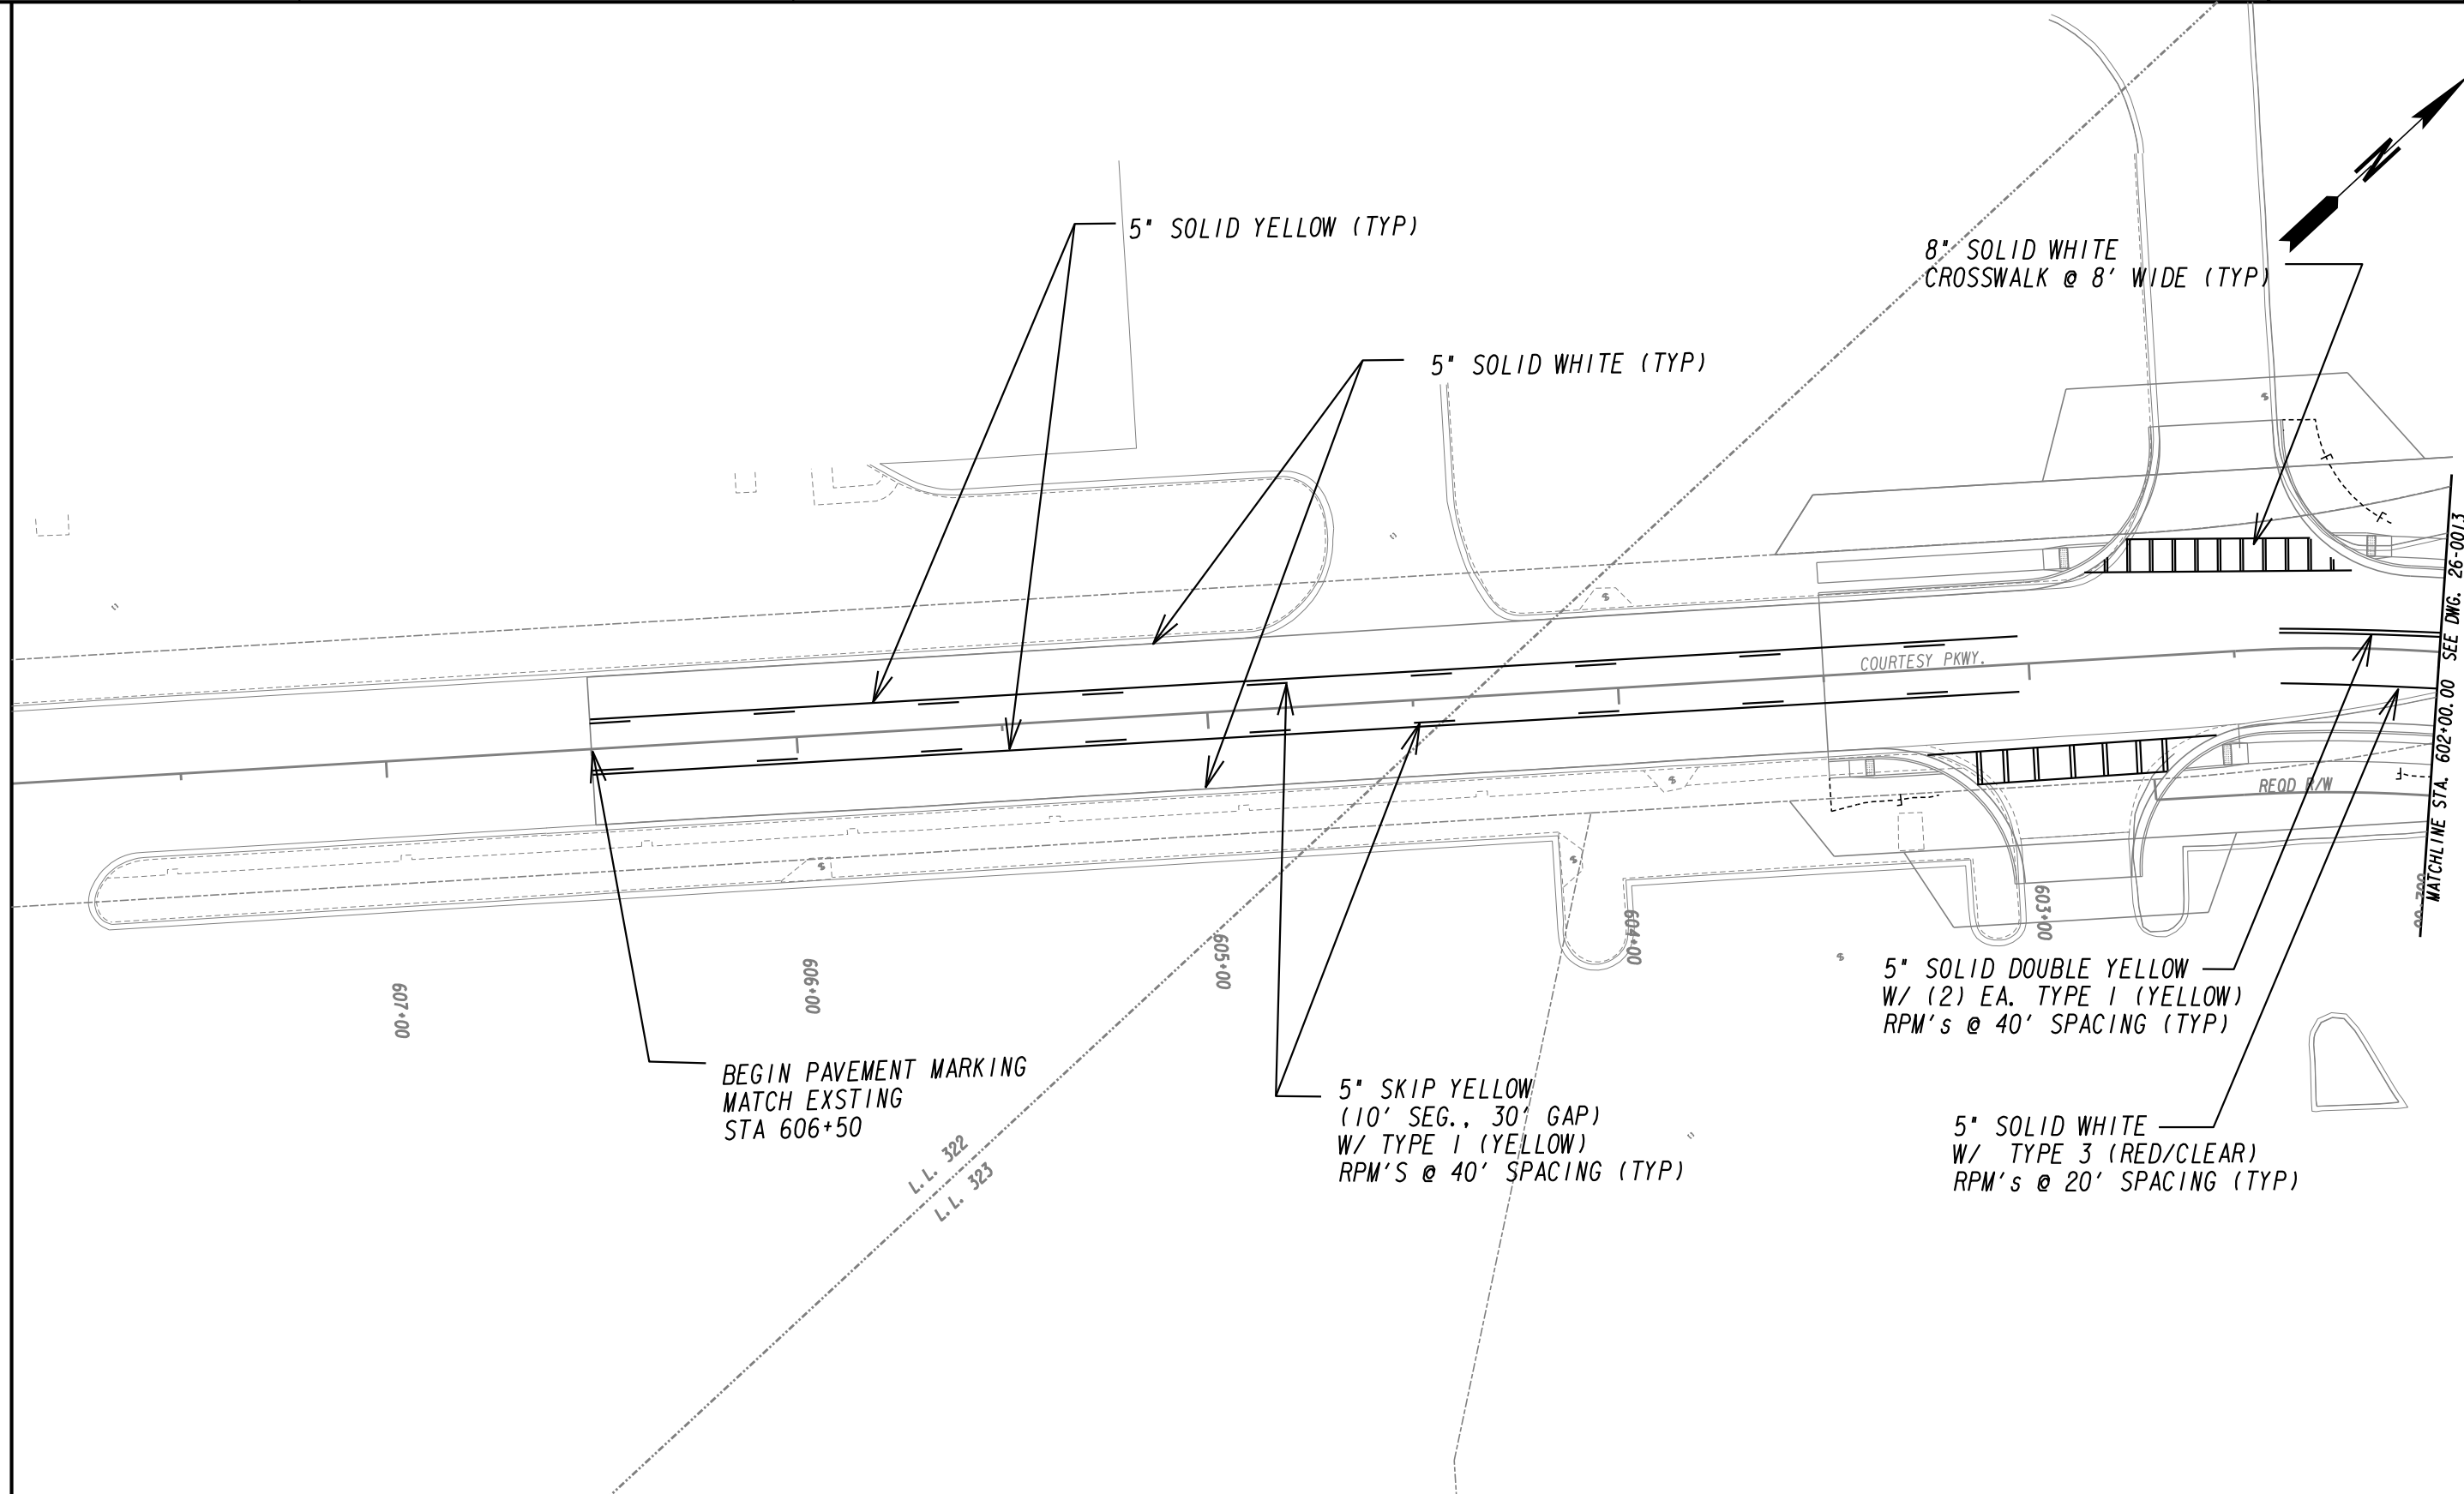 5" SOLID YELLOW (TYP)
8" SOLID WHITE
CROSSWALK @ 8' WIDE (TYP)
N
5" SOLID WHITE (TYP)
COURTESY PKWY.
REQD R/W
MATCHLINE STA. 602+00.00 SEE DWG. 26-0013
607+00
606+00
605+00
604+00
603+00
5" SOLID DOUBLE YELLOW
W/ (2) EA. TYPE 1 (YELLOW)
RPM's @ 40' SPACING (TYP)
BEGIN PAVEMENT MARKING
MATCH EXSTING
STA 606+50
5" SKIP YELLOW
(10' SEG., 30' GAP)
W/ TYPE 1 (YELLOW)
RPM'S @ 40' SPACING (TYP)
5" SOLID WHITE
W/ TYPE 3 (RED/CLEAR)
RPM's @ 20' SPACING (TYP)
L.L. 322
L.L. 323